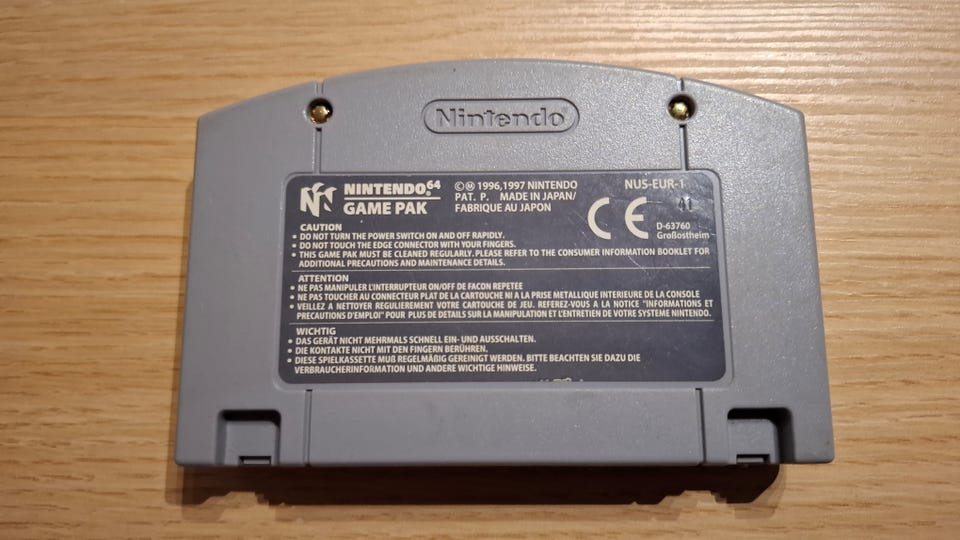 Nintendo
NINTENDO 64
GAME PAK
©Ⓜ 1996,1997 NINTENDO
PAT. P. MADE IN JAPAN/
FABRIQUE AU JAPON
NUS-EUR-1
41
CE
D-63760
Großostheim
CAUTION
• DO NOT TURN THE POWER SWITCH ON AND OFF RAPIDLY.
• DO NOT TOUCH THE EDGE CONNECTOR WITH YOUR FINGERS.
• THIS GAME PAK MUST BE CLEANED REGULARLY. PLEASE REFER TO THE CONSUMER INFORMATION BOOKLET FOR
ADDITIONAL PRECAUTIONS AND MAINTENANCE DETAILS.
ATTENTION
• NE PAS MANIPULER L'INTERRUPTEUR ON/OFF DE FACON REPETEE
• NE PAS TOUCHER AU CONNECTEUR PLAT DE LA CARTOUCHE NI A LA PRISE METALLIQUE INTERIEURE DE LA CONSOLE
• VEILLEZ A NETTOYER REGULIEREMENT VOTRE CARTOUCHE DE JEU. REFEREZ-VOUS A LA NOTICE "INFORMATIONS ET
PRECAUTIONS D'EMPLOI" POUR PLUS DE DETAILS SUR LA MANIPULATION ET L'ENTRETIEN DE VOTRE SYSTEME NINTENDO.
WICHTIG
• DAS GERÄT NICHT MEHRMALS SCHNELL EIN- UND AUSSCHALTEN.
• DIE KONTAKTE NICHT MIT DEN FINGERN BERÜHREN.
• DIESE SPIELKASSETTE MUß REGELMÄßIG GEREINIGT WERDEN. BITTE BEACHTEN SIE DAZU DIE
VERBRAUCHERINFORMATION UND ANDERE WICHTIGE HINWEISE.